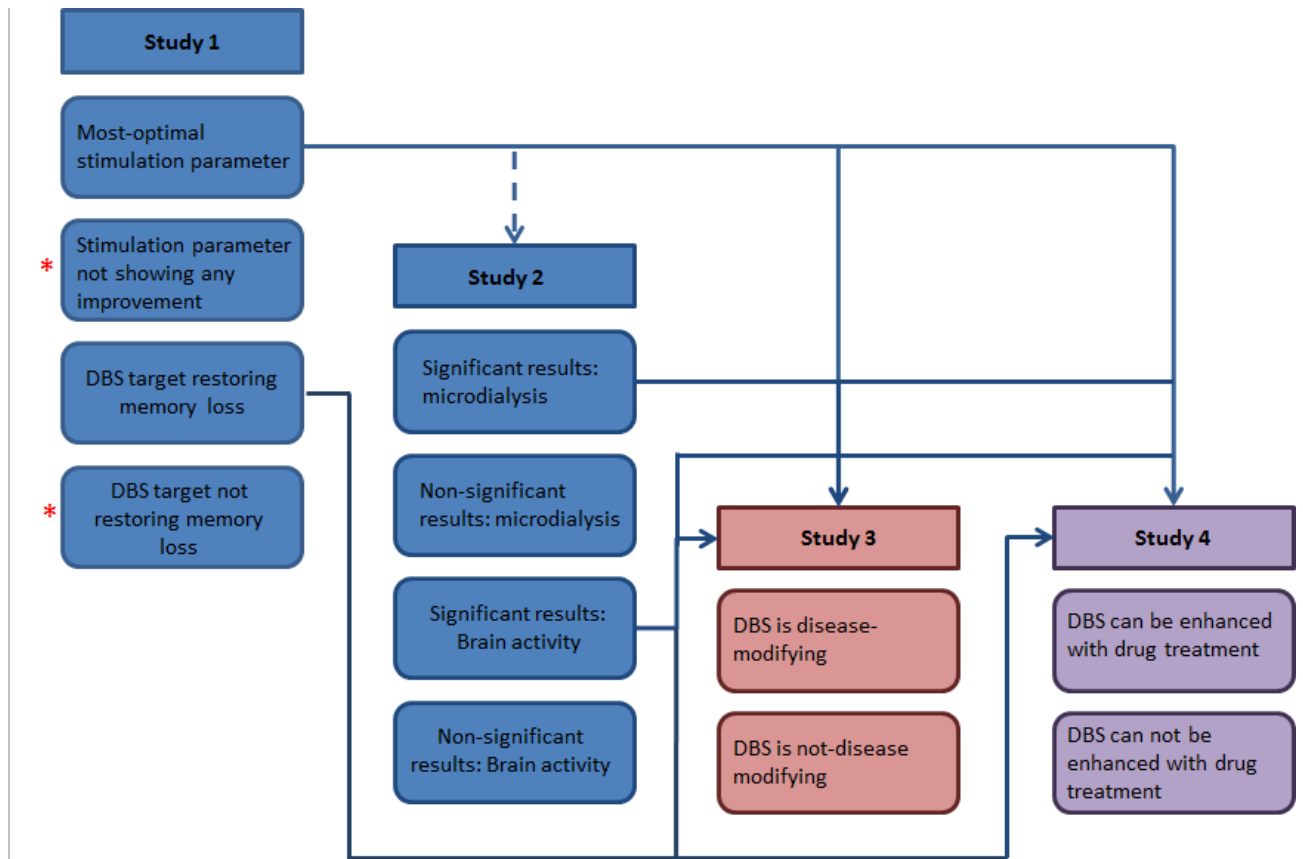 Study 1
Most-optimal
stimulation parameter
*
Stimulation parameter
not showing any
improvement
DBS target restoring
memory loss
*
DBS target not
restoring memory
loss
Study 2
Significant results:
microdialysis
Non-significant
results: microdialysis
Significant results:
Brain activity
Non-significant
results: Brain activity
Study 3
DBS is disease-
modifying
DBS is not-disease
modifying
Study 4
DBS can be enhanced
with drug treatment
DBS can not be
enhanced with drug
treatment